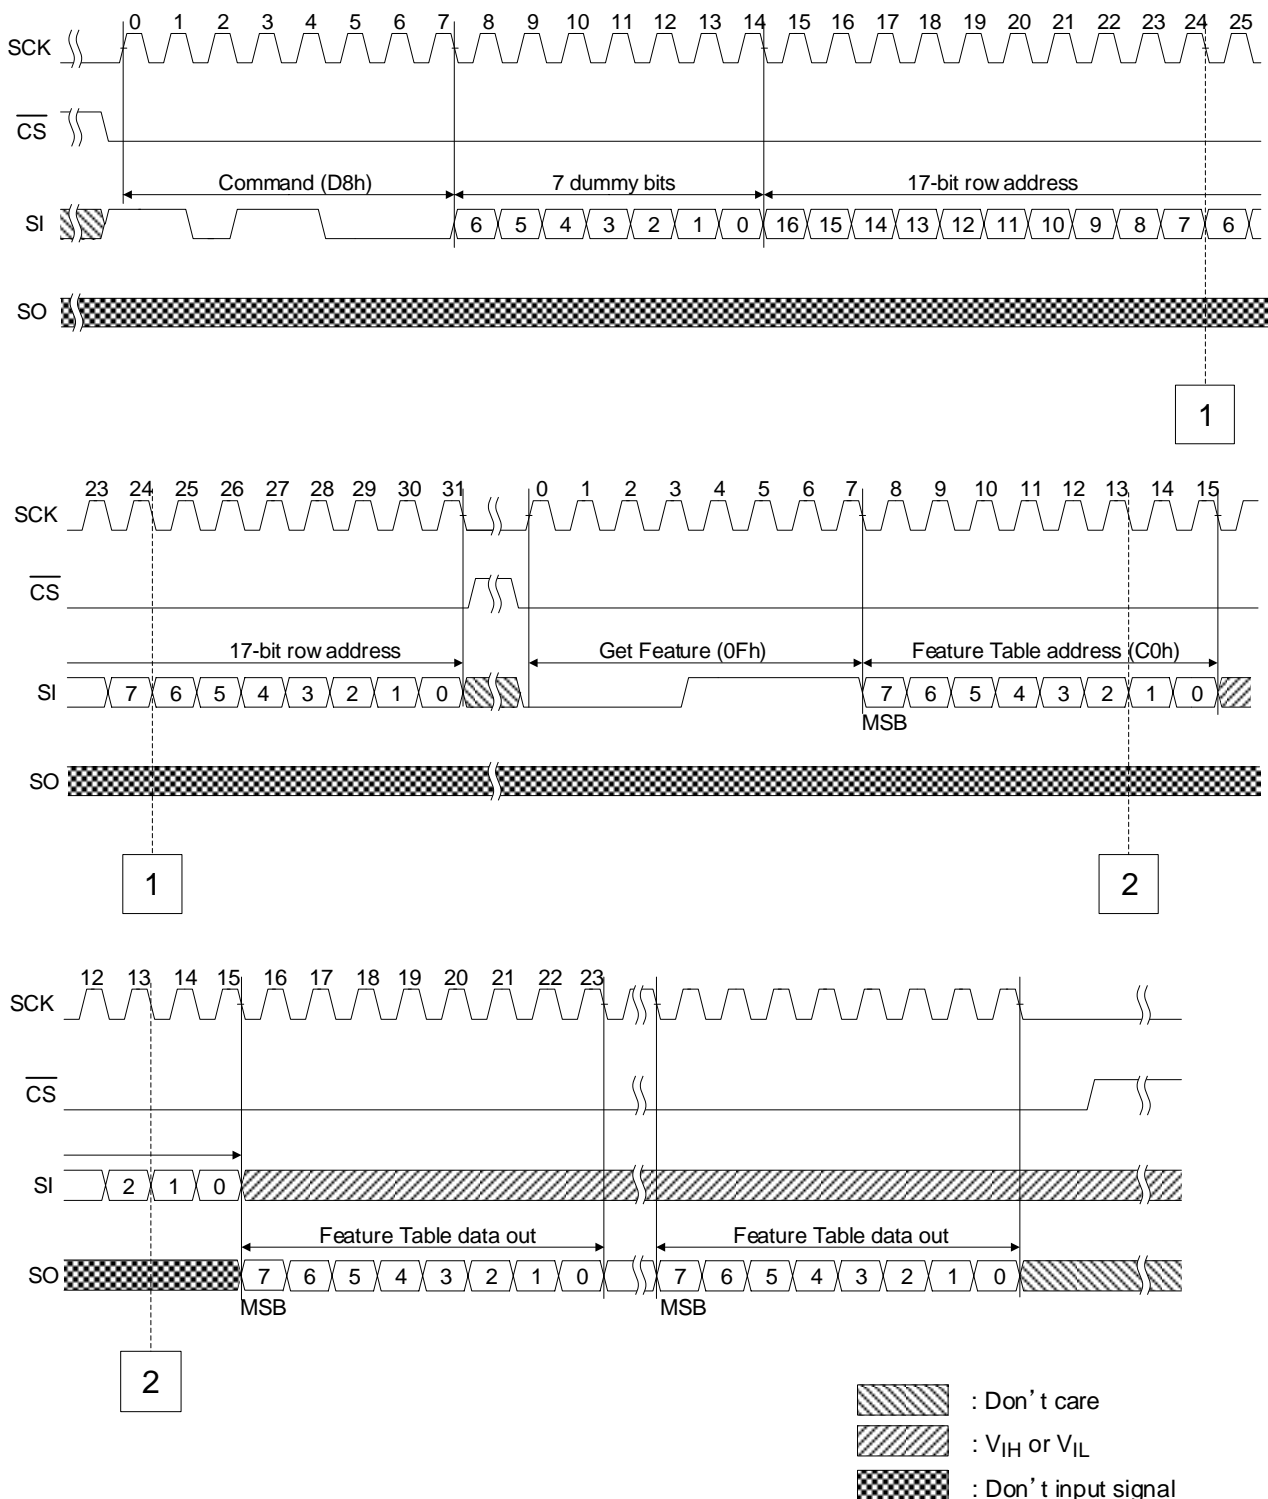 0 1 2 3 4 5 6 7 8 9 10 11 12 13 14 15 16 17 18 19 20 21 22 23 24 25
SCK
CS
Command (D8h) 7 dummy bits 17-bit row address
SI 6 5 4 3 2 1 0 16 15 14 13 12 11 10 9 8 7 6
SO
1
23 24 25 26 27 28 29 30 31 0 1 2 3 4 5 6 7 8 9 10 11 12 13 14 15
SCK
CS
17-bit row address Get Feature (0Fh) Feature Table address (C0h)
SI 7 6 5 4 3 2 1 0 7 6 5 4 3 2 1 0
MSB
SO
1 2
12 13 14 15 16 17 18 19 20 21 22 23
SCK
CS
SI 2 1 0
Feature Table data out Feature Table data out
SO 7 6 5 4 3 2 1 0 7 6 5 4 3 2 1 0
MSB MSB
2
: Don't care
: VIH or VIL
: Don't input signal